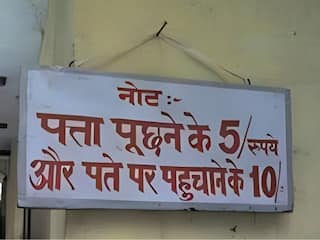 नोट :-
पता पूछने के 5/रुपये
और पते पर पहुचाने के 10/-